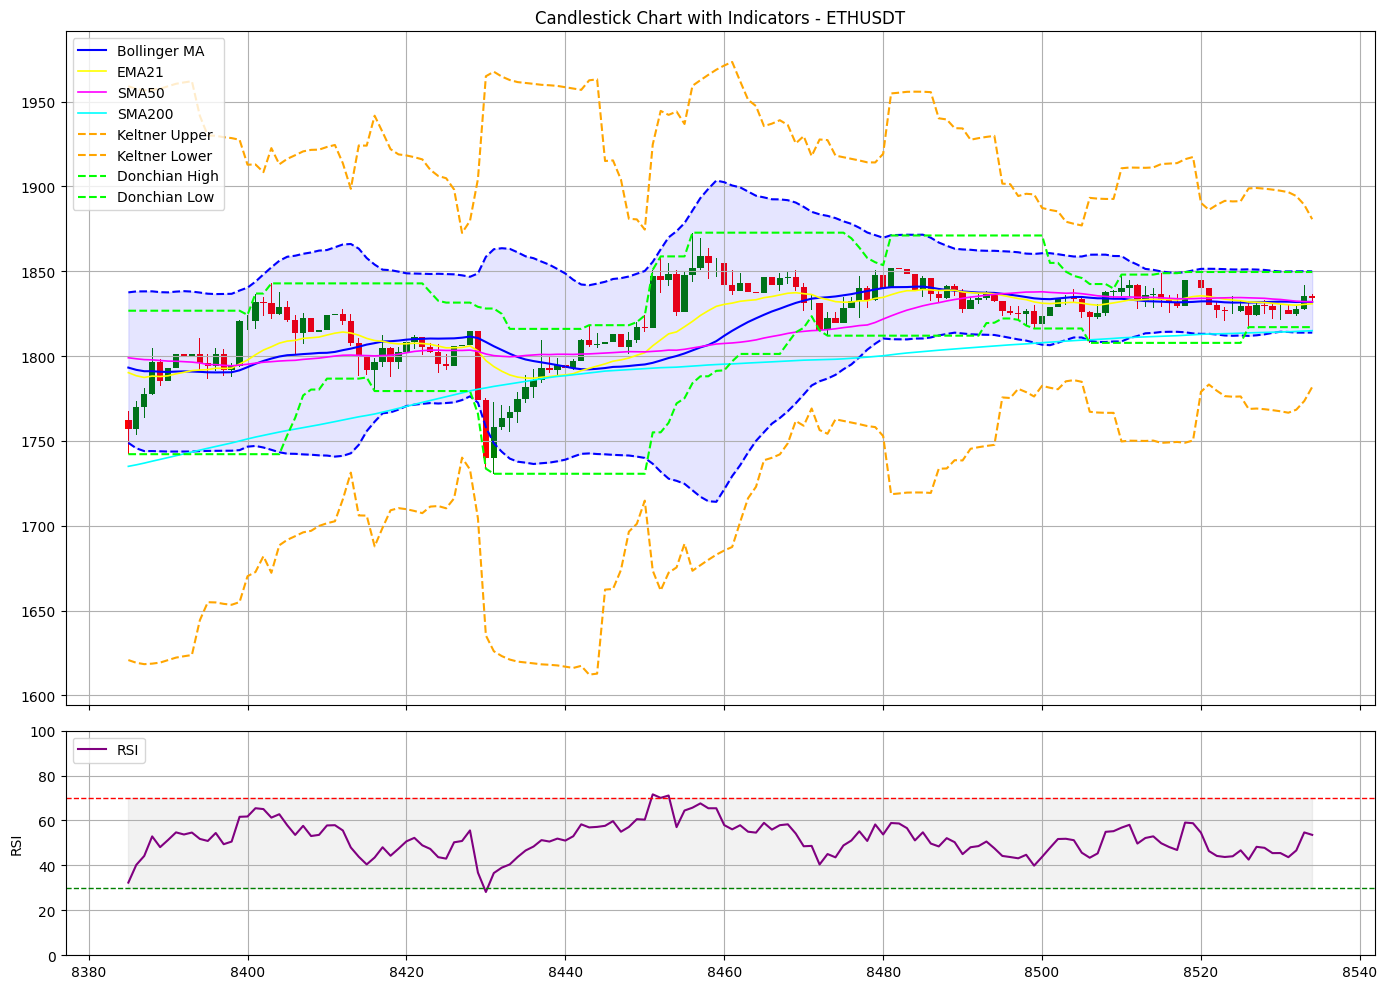 Candlestick Chart with Indicators - ETHUSDT
Bollinger MA
EMA21
SMA50
SMA200
Keltner Upper
Keltner Lower
Donchian High
Donchian Low
1950
1900
1850
1800
1750
1700
1650
1600
RSI
100
80
60
40
20
0
RSI
8380 8400 8420 8440 8460 8480 8500 8520 8540